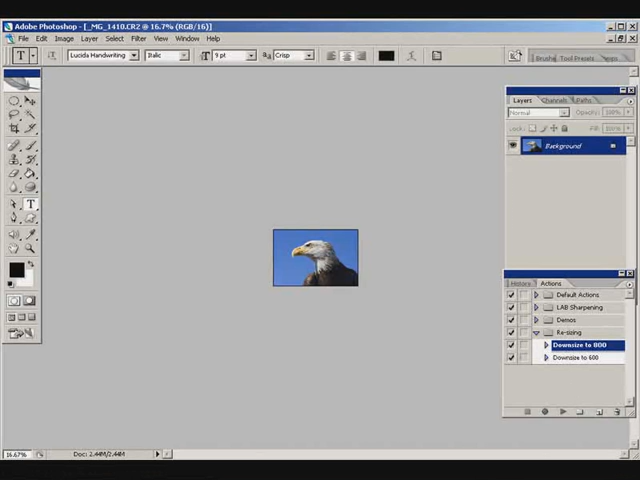 Adobe Photoshop - [_MG_1410.CR2 @ 16.7% (RGB/16)]
File Edit Image Layer Select Filter View Window Help
T Lucida Handwriting Italic T 9 pt aa Crisp
Brushes Tool Presets
Layers Channels Paths
Normal Opacity: 100%
Lock: Fill: 100%
Background
T
History Actions
Default Actions
LAB Sharpening
Demos
Re-sizing
Downsize to 800
Downsize to 600
16.67% Doc: 2.44M/2.44M